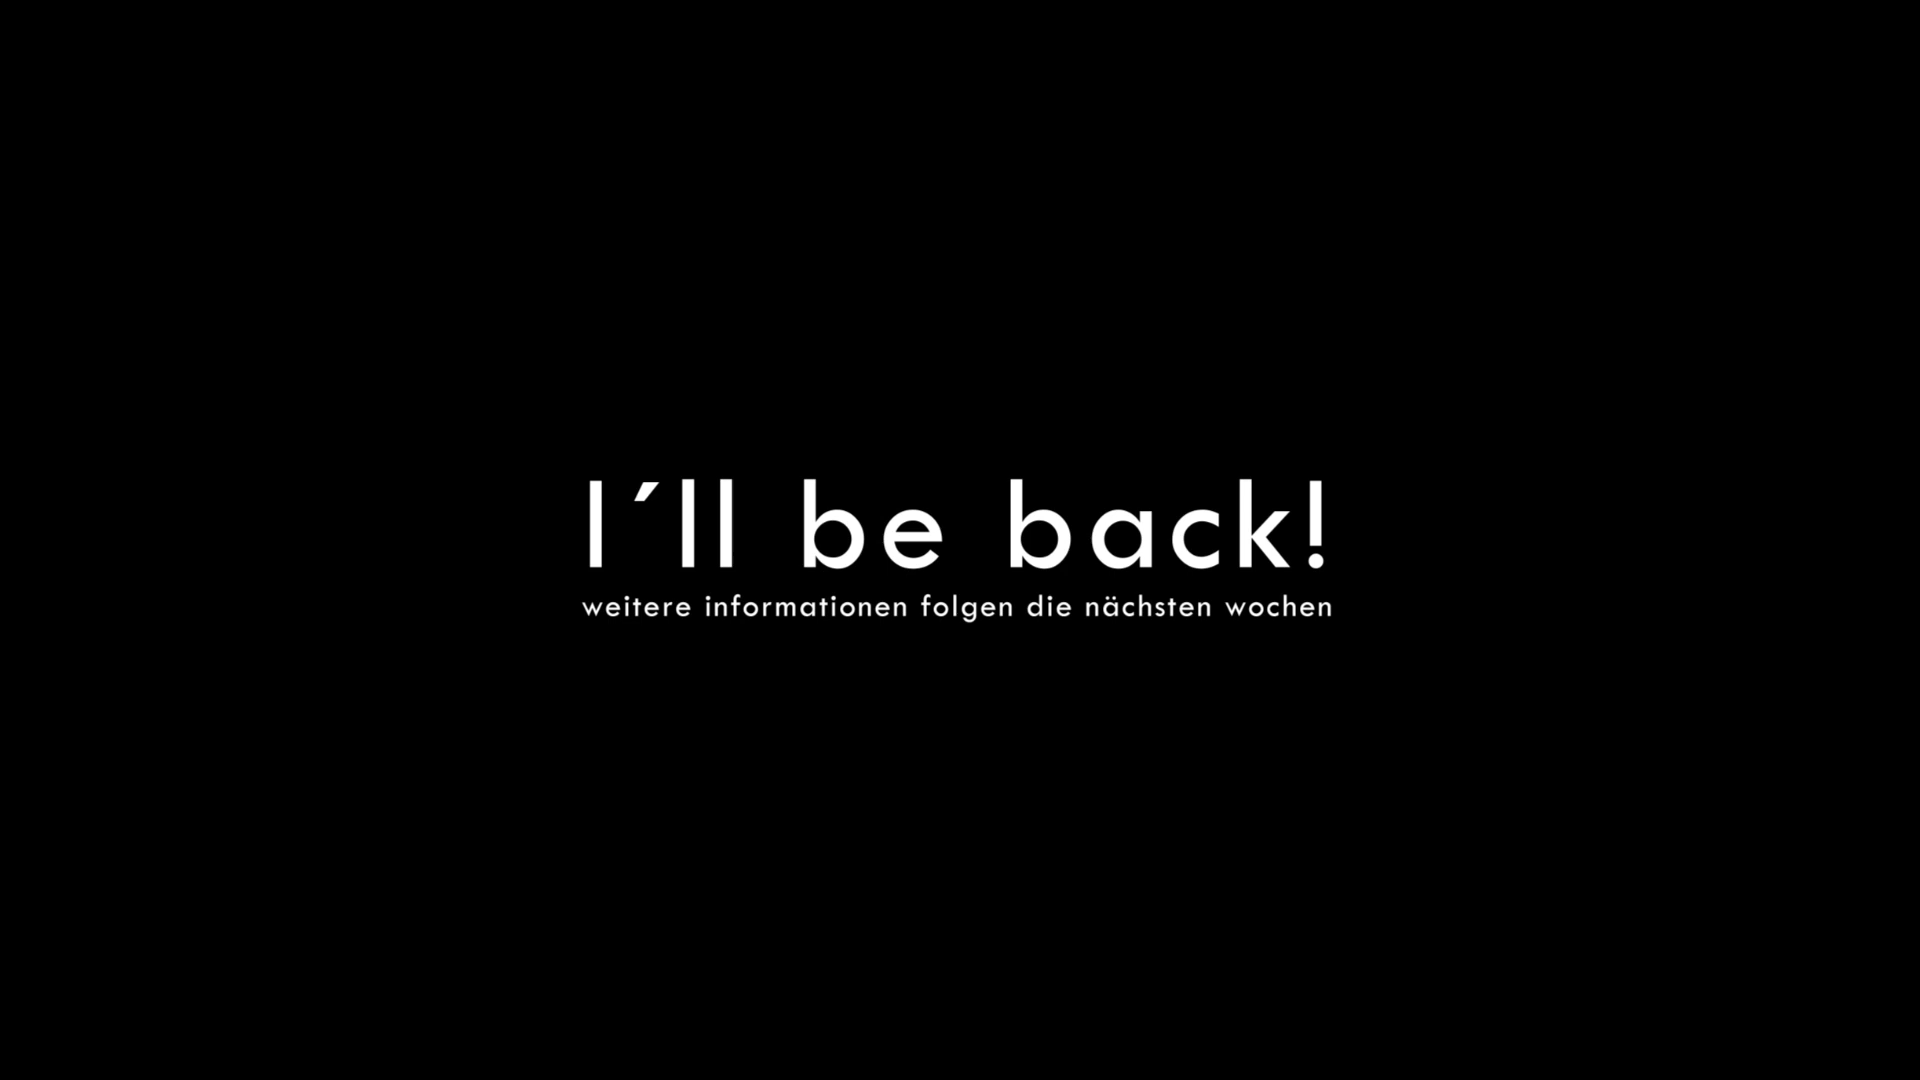 I´ll be back!
weitere informationen folgen die nächsten wochen